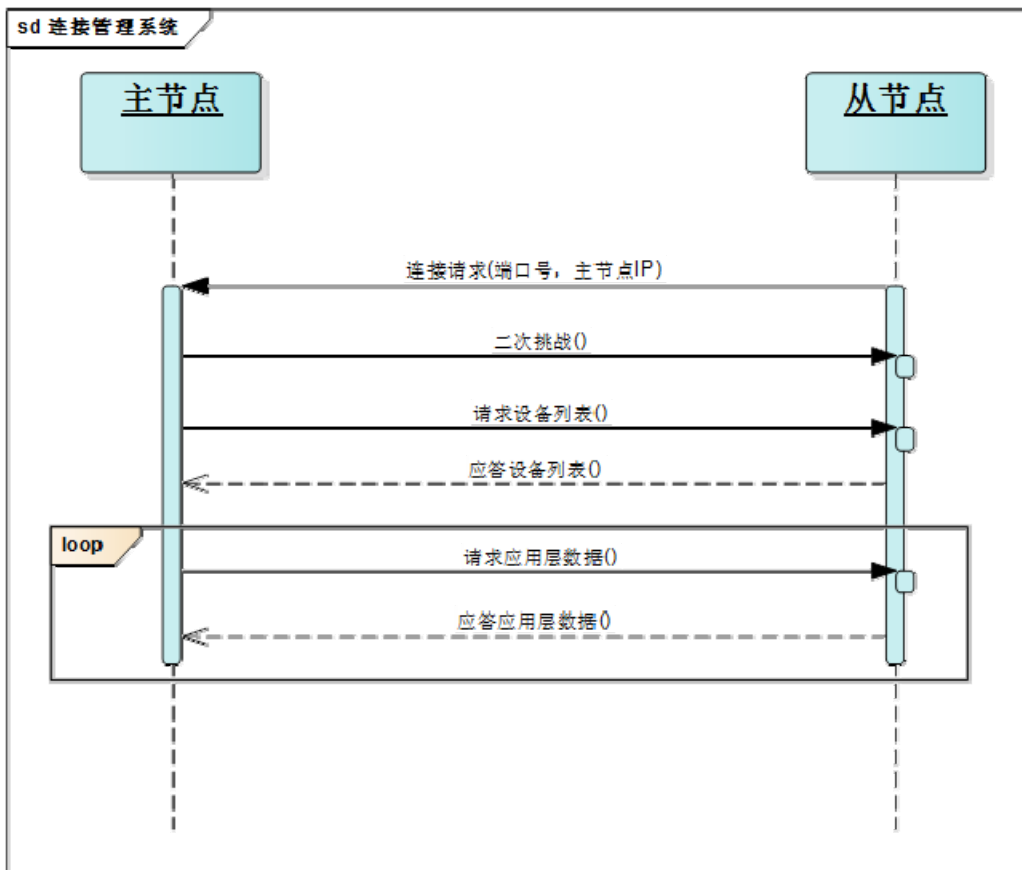 sd 连接管理系统
主节点
从节点
连接请求(端口号，主节点IP)
二次挑战()
请求设备列表()
应答设备列表()
loop
请求应用层数据()
应答应用层数据()